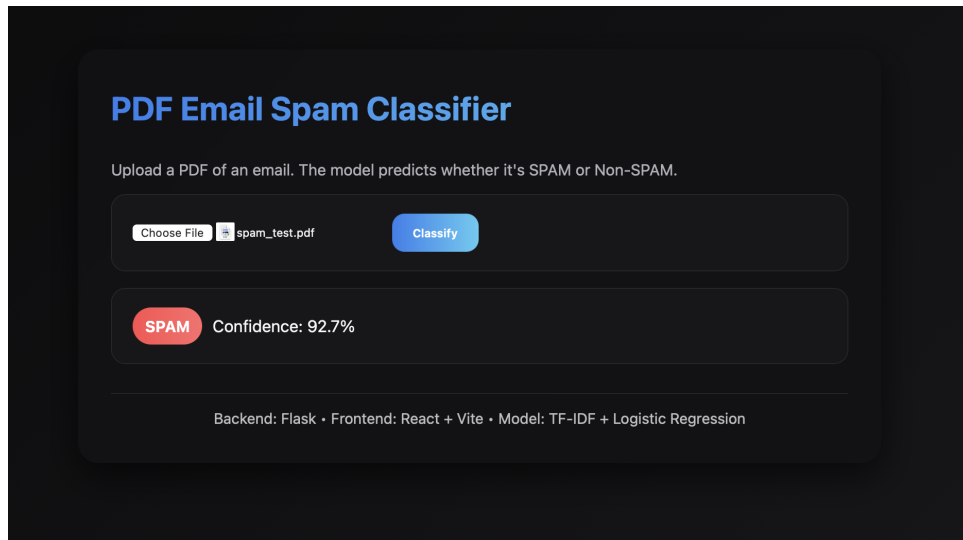 PDF Email Spam Classifier
Upload a PDF of an email. The model predicts whether it's SPAM or Non-SPAM.
Choose File spam_test.pdf Classify
SPAM Confidence: 92.7%
Backend: Flask • Frontend: React + Vite • Model: TF-IDF + Logistic Regression